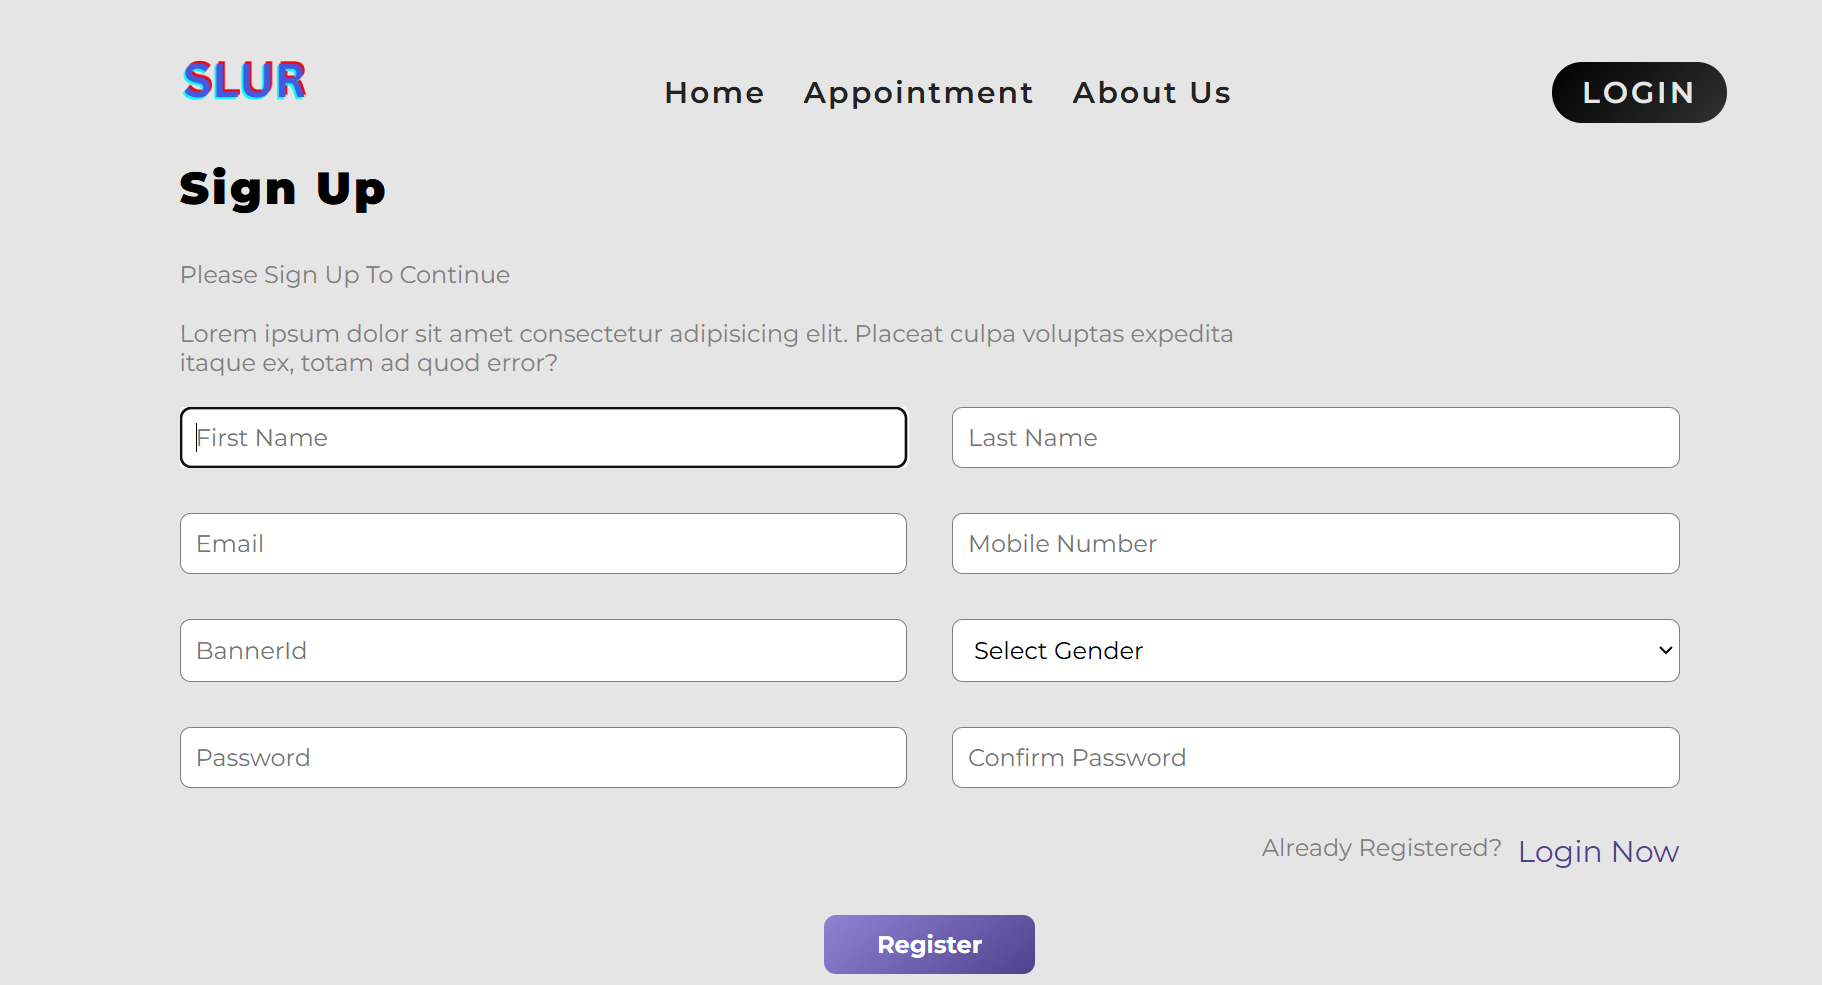 SLUR
Home Appointment About Us
LOGIN
Sign Up
Please Sign Up To Continue
Lorem ipsum dolor sit amet consectetur adipisicing elit. Placeat culpa voluptas expedita
itaque ex, totam ad quod error?
First Name
Last Name
Email
Mobile Number
BannerId
Select Gender
Password
Confirm Password
Already Registered? Login Now
Register